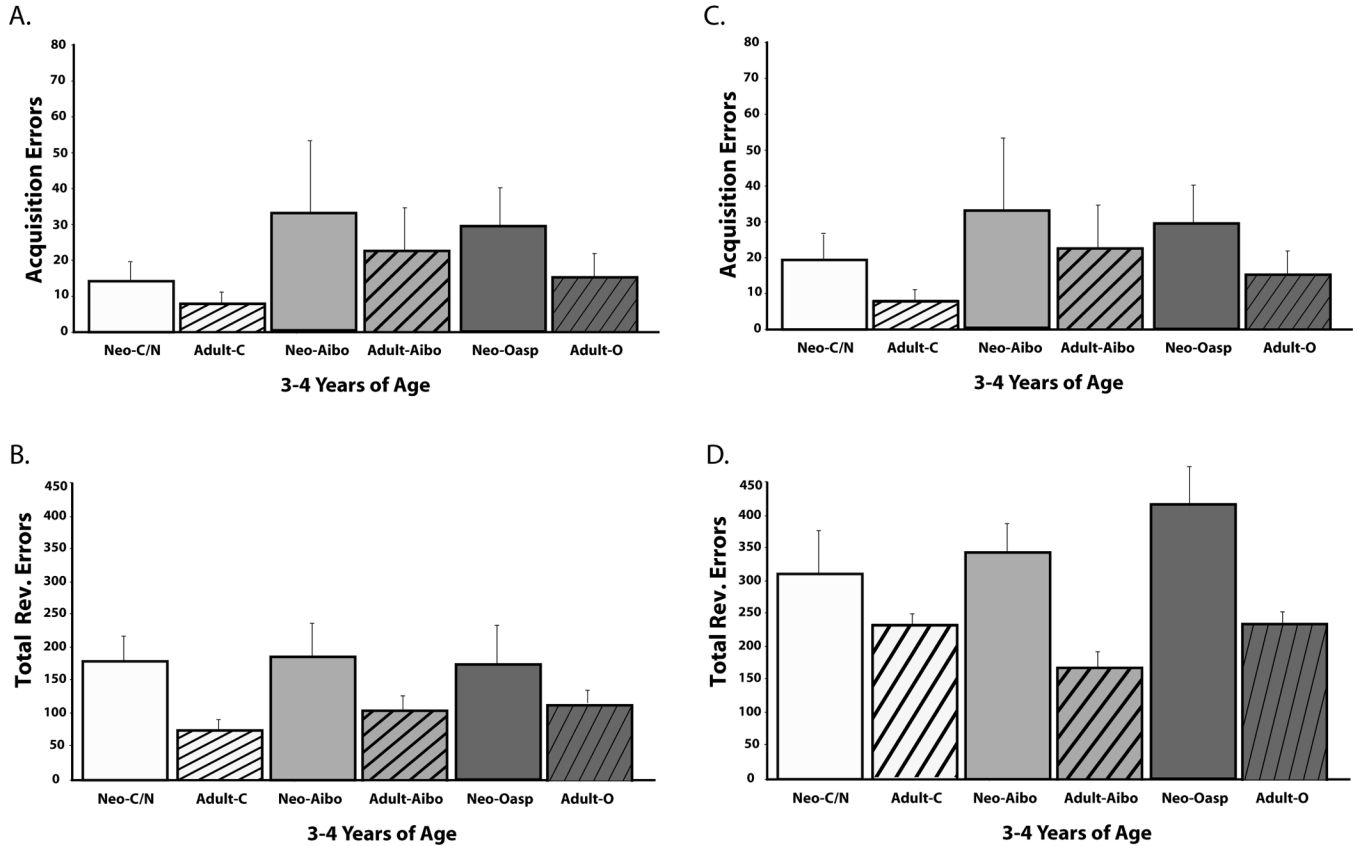 A.
80
70
60
50
40
30
20
10
0
Acquisition Errors
Neo-C/N Adult-C Neo-Aibo Adult-Aibo Neo-Oasp Adult-O
3-4 Years of Age
B.
450
400
350
300
250
200
150
100
50
0
Total Rev. Errors
Neo-C/N Adult-C Neo-Aibo Adult-Aibo Neo-Oasp Adult-O
3-4 Years of Age
C.
80
70
60
50
40
30
20
10
0
Acquisition Errors
Neo-C/N Adult-C Neo-Aibo Adult-Aibo Neo-Oasp Adult-O
3-4 Years of Age
D.
450
400
350
300
250
200
150
100
50
0
Total Rev. Errors
Neo-C/N Adult-C Neo-Aibo Adult-Aibo Neo-Oasp Adult-O
3-4 Years of Age